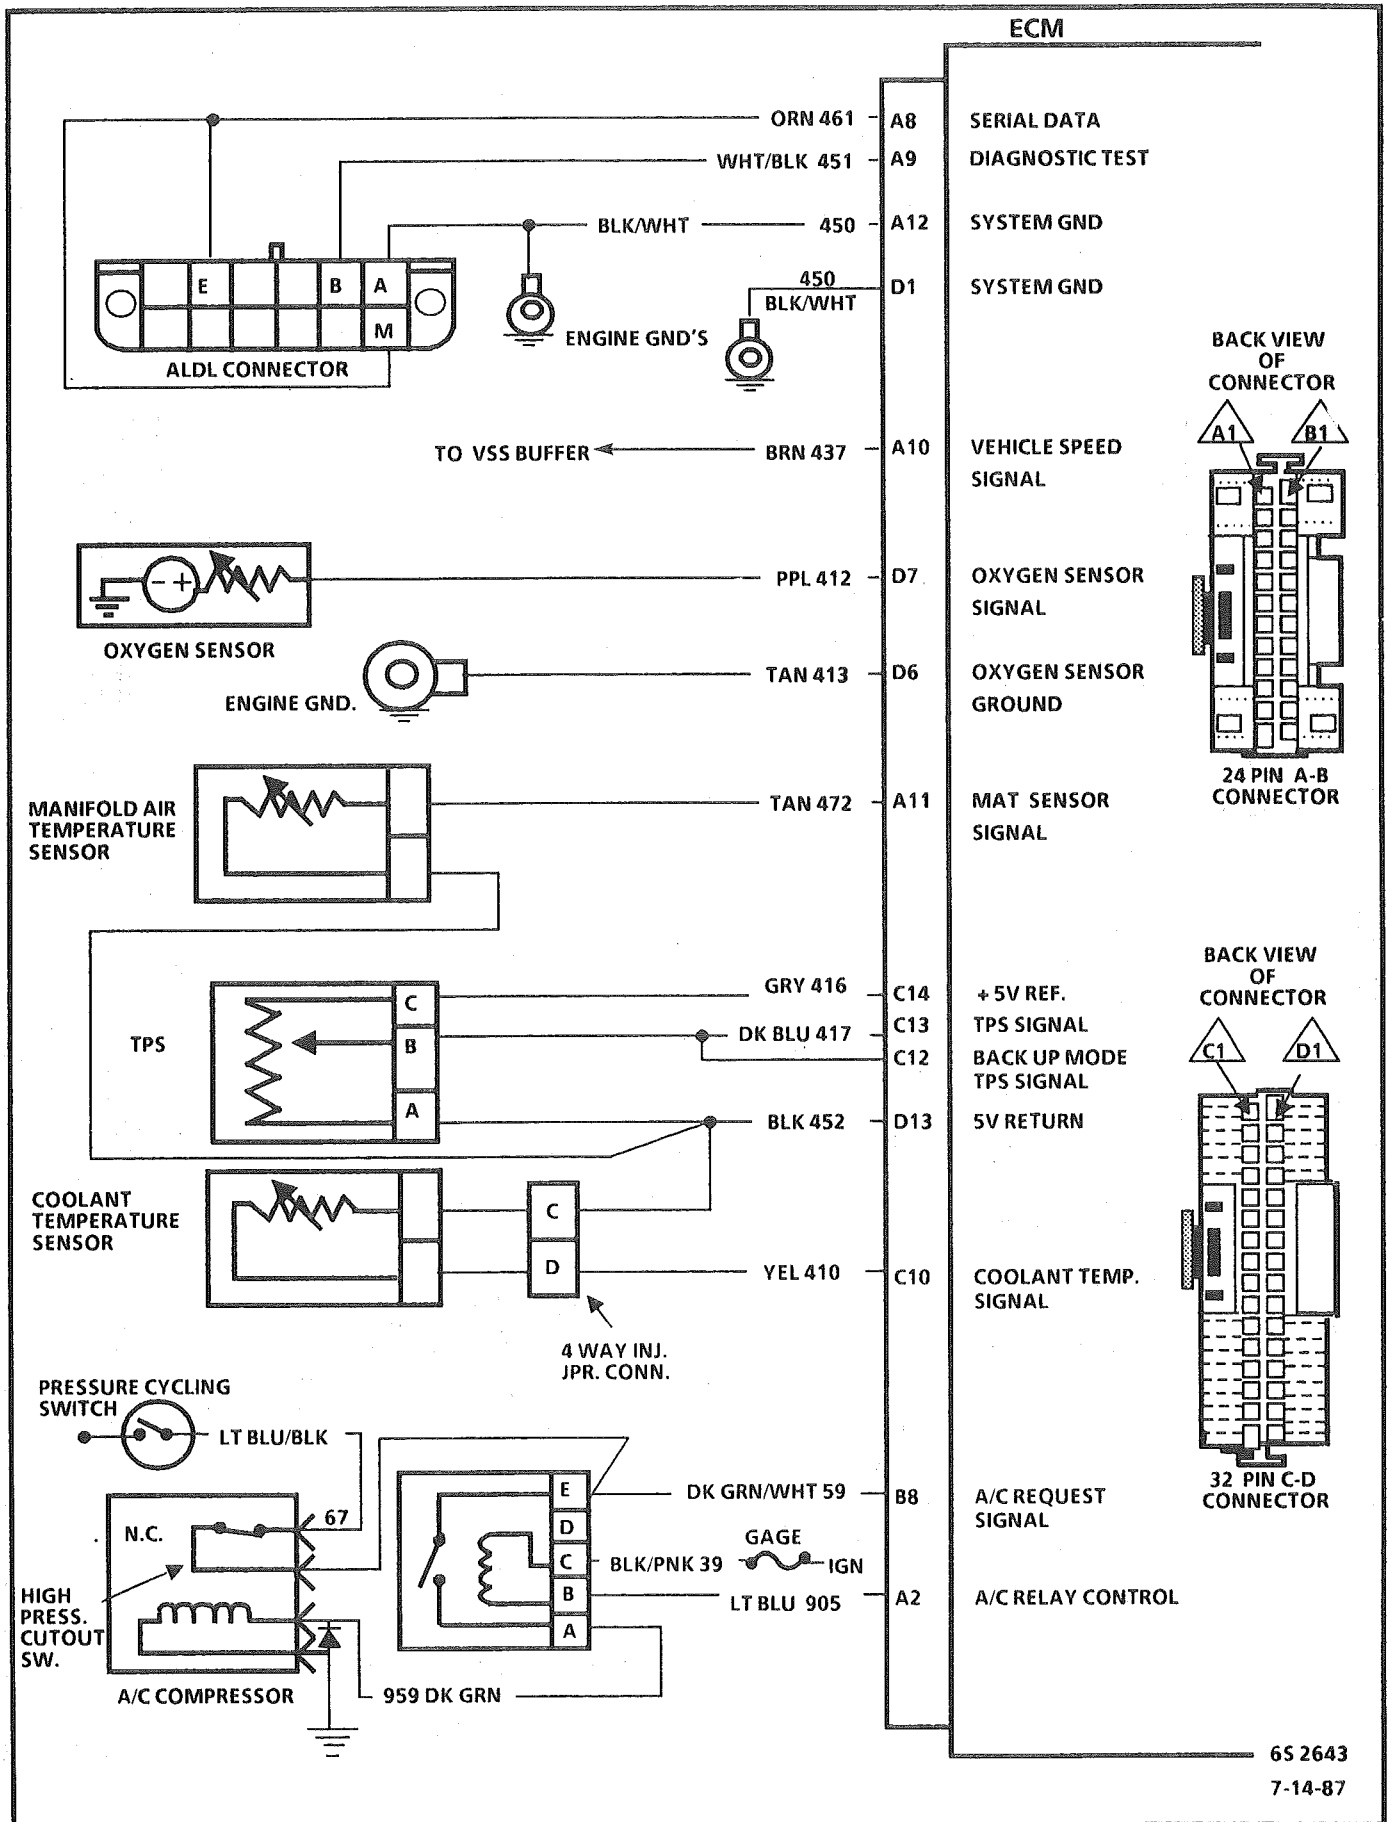 ECM
ORN 461 A8 SERIAL DATA
WHT/BLK 451 A9 DIAGNOSTIC TEST
BLK/WHT 450 A12 SYSTEM GND
450
BLK/WHT
D1 SYSTEM GND
E B A
M
ENGINE GND'S
ALDL CONNECTOR
BACK VIEW
OF
CONNECTOR
A1 B1
TO VSS BUFFER BRN 437 A10 VEHICLE SPEED
SIGNAL
- +
PPL 412 D7 OXYGEN SENSOR
SIGNAL
OXYGEN SENSOR
TAN 413 D6 OXYGEN SENSOR
GROUND
ENGINE GND.
24 PIN A-B
CONNECTOR
MANIFOLD AIR
TEMPERATURE
SENSOR
TAN 472 A11 MAT SENSOR
SIGNAL
BACK VIEW
OF
CONNECTOR
C1 D1
TPS
C
B
A
GRY 416 C14 + 5V REF.
DK BLU 417 C13 TPS SIGNAL
C12 BACK UP MODE
TPS SIGNAL
BLK 452 D13 5V RETURN
COOLANT
TEMPERATURE
SENSOR
C
D
YEL 410 C10 COOLANT TEMP.
SIGNAL
4 WAY INJ.
JPR. CONN.
PRESSURE CYCLING
SWITCH
LT BLU/BLK
32 PIN C-D
CONNECTOR
N.C.
67
E
D
C
B
A
DK GRN/WHT 59 B8 A/C REQUEST
SIGNAL
GAGE
BLK/PNK 39 IGN
LT BLU 905 A2 A/C RELAY CONTROL
HIGH
PRESS.
CUTOUT
SW.
A/C COMPRESSOR
959 DK GRN
6S 2643
7-14-87